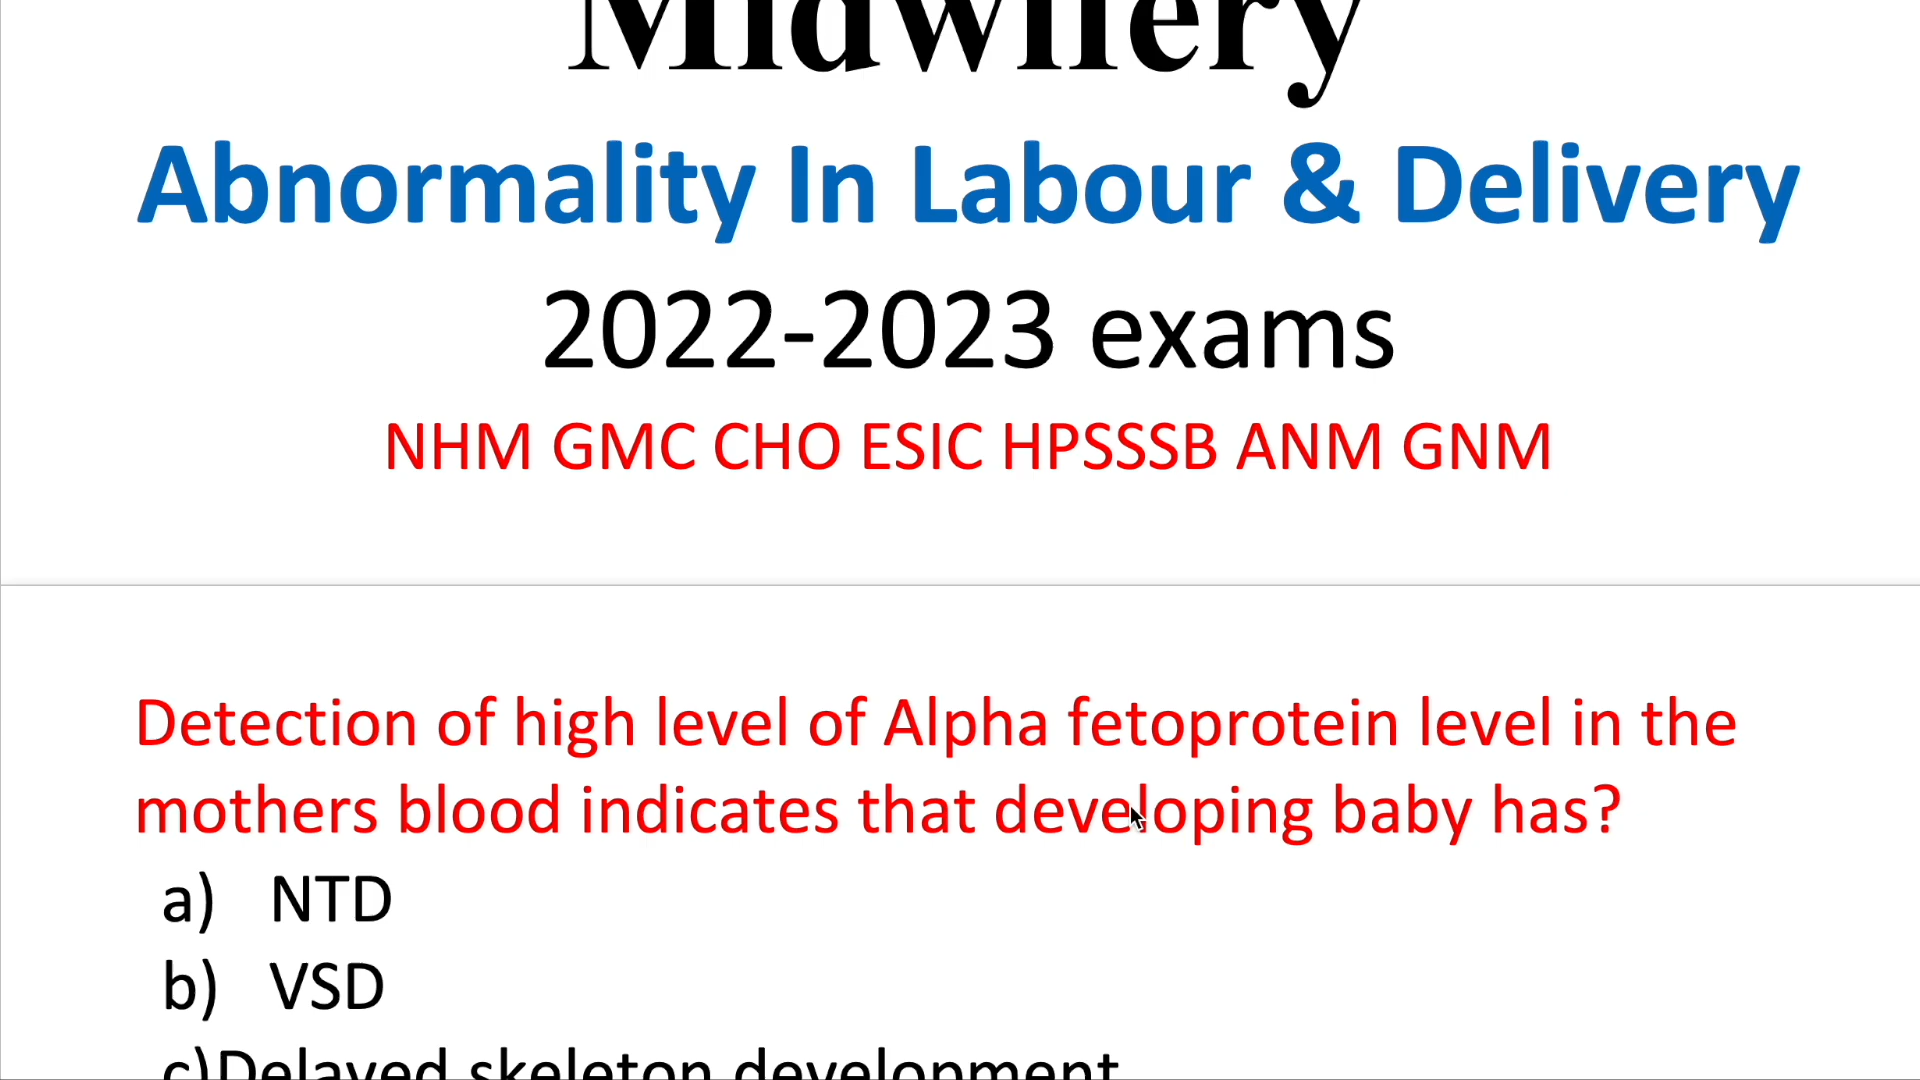 Midwifery
Abnormality In Labour & Delivery
2022-2023 exams
NHM GMC CHO ESIC HPSSSB ANM GNM
Detection of high level of Alpha fetoprotein level in the
mothers blood indicates that developing baby has?
a) NTD
b) VSD
c)Delayed skeleton development